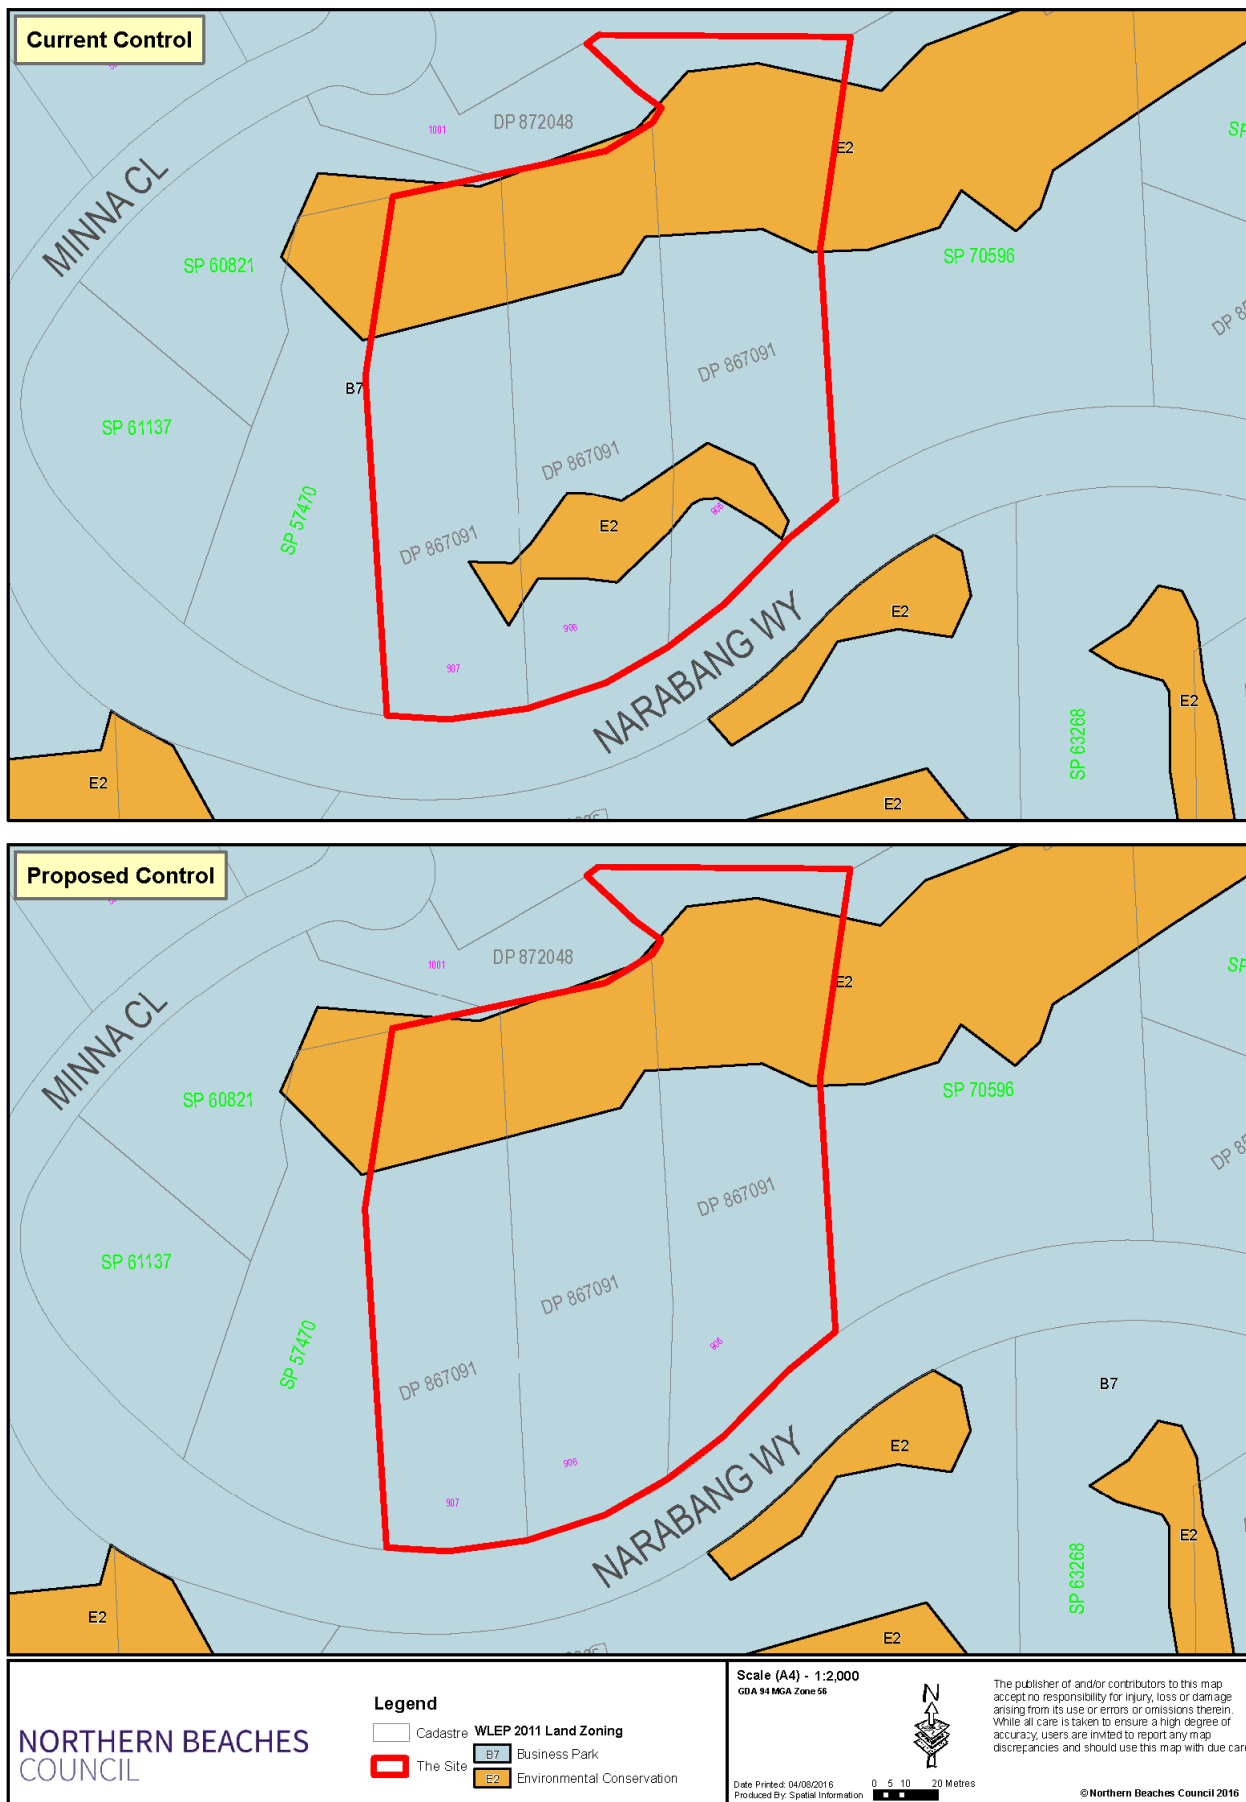 Current Control
MINNA CL
1001
DP 872048
E2
SP 60821
SP 70596
B7
DP 867091
SP 61137
DP 867091
SP 57470
DP 867091
E2
905
906
907
NARABANG WY
E2
SP 63268
E2
E2
E2
Proposed Control
MINNA CL
1001
DP 872048
E2
SP 60821
SP 70596
DP 867091
SP 61137
DP 867091
SP 57470
DP 867091
905
906
907
NARABANG WY
B7
E2
SP 63268
E2
E2
E2
NORTHERN BEACHES
COUNCIL
Legend
Cadastre
The Site
WLEP 2011 Land Zoning
B7 Business Park
E2 Environmental Conservation
Scale (A4) - 1:2,000
GDA 94 MGA Zone 56
N
Date Printed: 04/08/2016
Produced By: Spatial Information
0 5 10 20 Metres
The publisher of and/or contributors to this map
accept no responsibility for injury, loss or damage
arising from its use or errors or omissions therein.
While all care is taken to ensure a high degree of
accuracy, users are invited to report any map
discrepancies and should use this map with due care
© Northern Beaches Council 2016